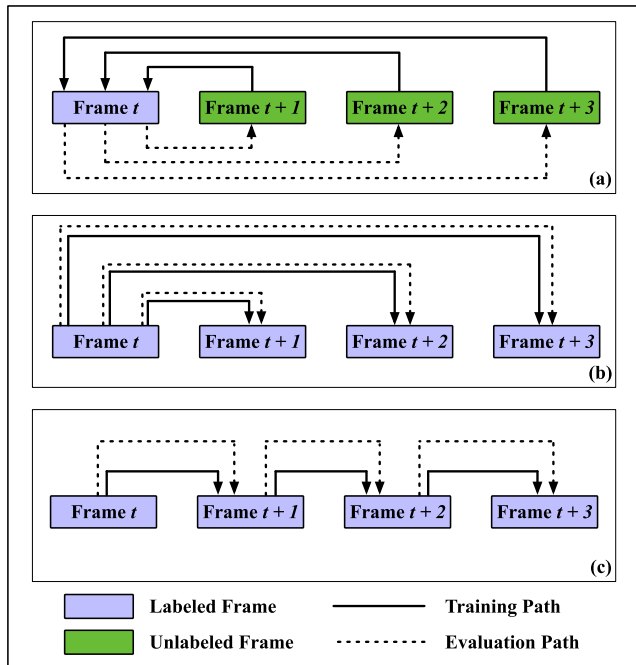 Frame t Frame t + 1 Frame t + 2 Frame t + 3
(a)
Frame t Frame t + 1 Frame t + 2 Frame t + 3
(b)
Frame t Frame t + 1 Frame t + 2 Frame t + 3
(c)
Labeled Frame Training Path
Unlabeled Frame Evaluation Path